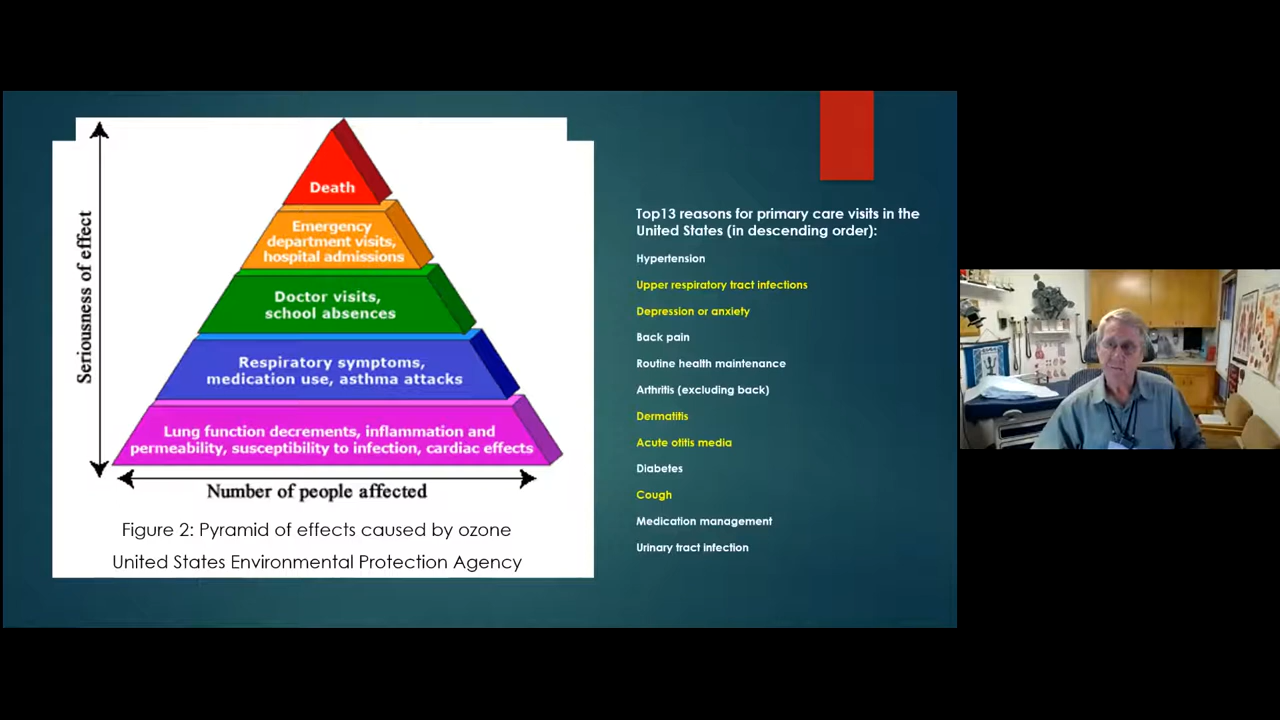 Seriousness of effect
Death
Emergency
department visits,
hospital admissions
Doctor visits,
school absences
Respiratory symptoms,
medication use, asthma attacks
Lung function decrements, inflammation and
permeability, susceptibility to infection, cardiac effects
Number of people affected
Figure 2: Pyramid of effects caused by ozone
United States Environmental Protection Agency
Top13 reasons for primary care visits in the
United States (in descending order):
Hypertension
Upper respiratory tract infections
Depression or anxiety
Back pain
Routine health maintenance
Arthritis (excluding back)
Dermatitis
Acute otitis media
Diabetes
Cough
Medication management
Urinary tract infection